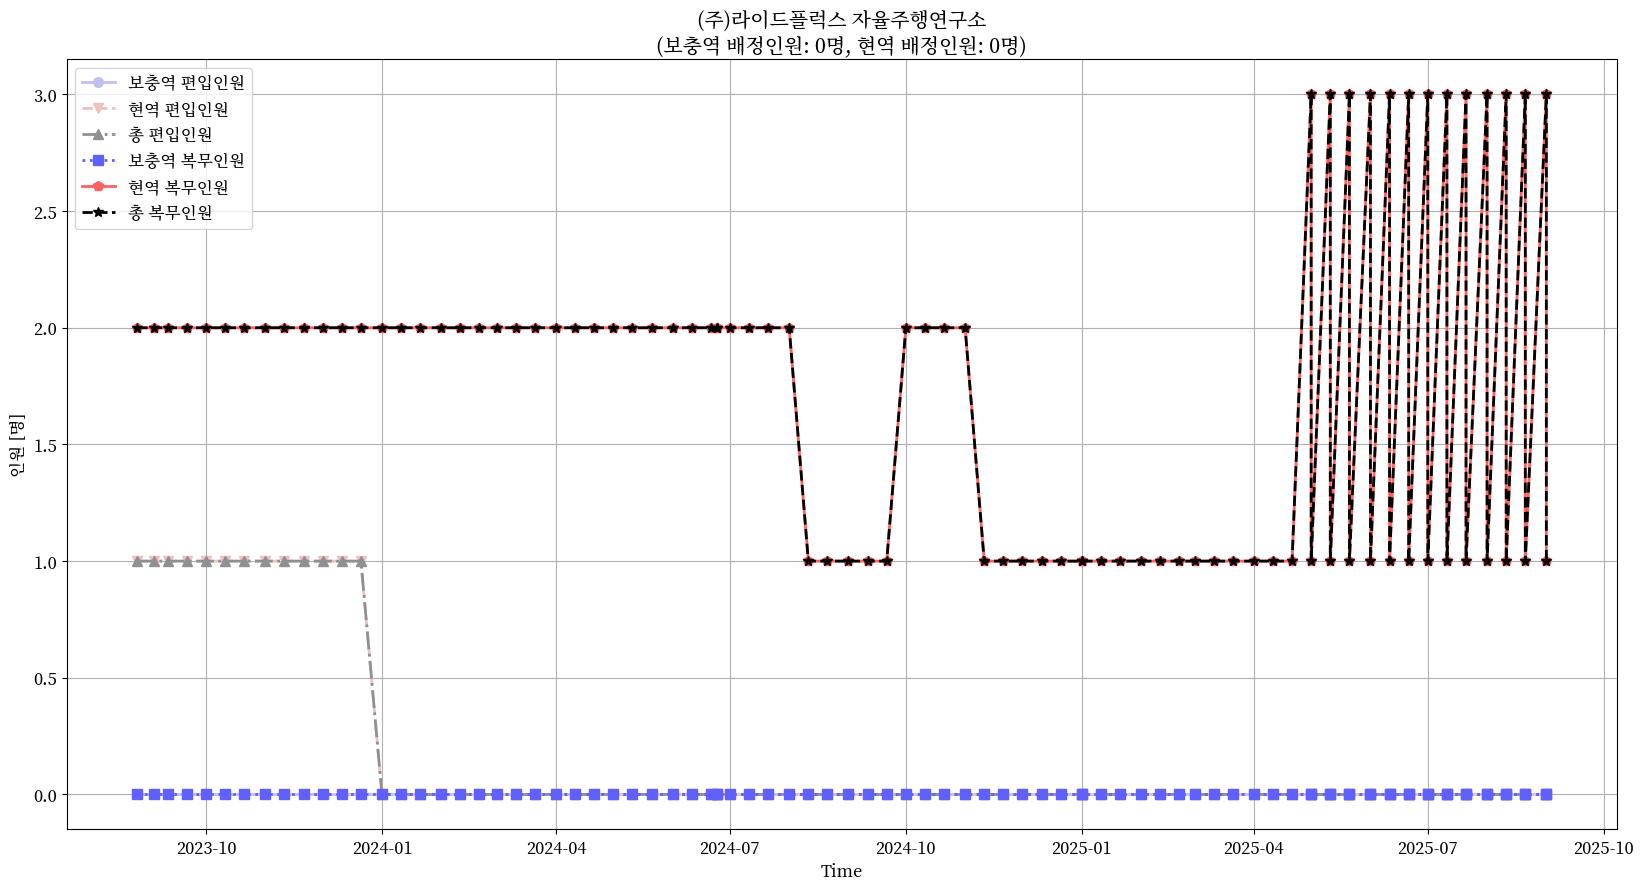 (주)라이드플럭스 자율주행연구소
(보충역 배정인원: 0명, 현역 배정인원: 0명)
보충역 편입인원
현역 편입인원
총 편입인원
보충역 복무인원
현역 복무인원
총 복무인원
3.0
2.5
2.0
1.5
1.0
0.5
0.0
인원 [명]
2023-10
2024-01
2024-04
2024-07
2024-10
2025-01
2025-04
2025-07
2025-10
Time